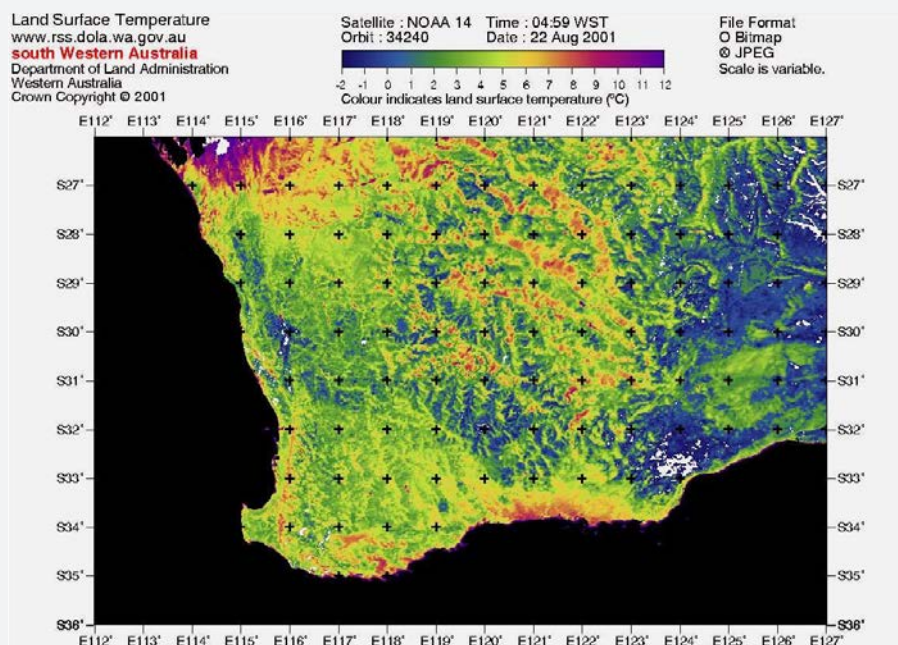 Land Surface Temperature
www.rss.dola.wa.gov.au
south Western Australia
Department of Land Administration
Western Australia
Crown Copyright © 2001
Satellite : NOAA 14 Time : 04:59 WST
Orbit : 34240 Date : 22 Aug 2001
-2 -1 0 1 2 3 4 5 6 7 8 9 10 11 12
Colour indicates land surface temperature (°C)
File Format
O Bitmap
© JPEG
Scale is variable.
E112° E113° E114° E115° E116° E117° E118° E119° E120° E121° E122° E123° E124° E125° E126° E127°
S27° S27°
S28° S28°
S29° S29°
S30° S30°
S31° S31°
S32° S32°
S33° S33°
S34° S34°
S35° S35°
S36° S36°
E112° E113° E114° E115° E116° E117° E118° E119° E120° E121° E122° E123° E124° E125° E126° E127°